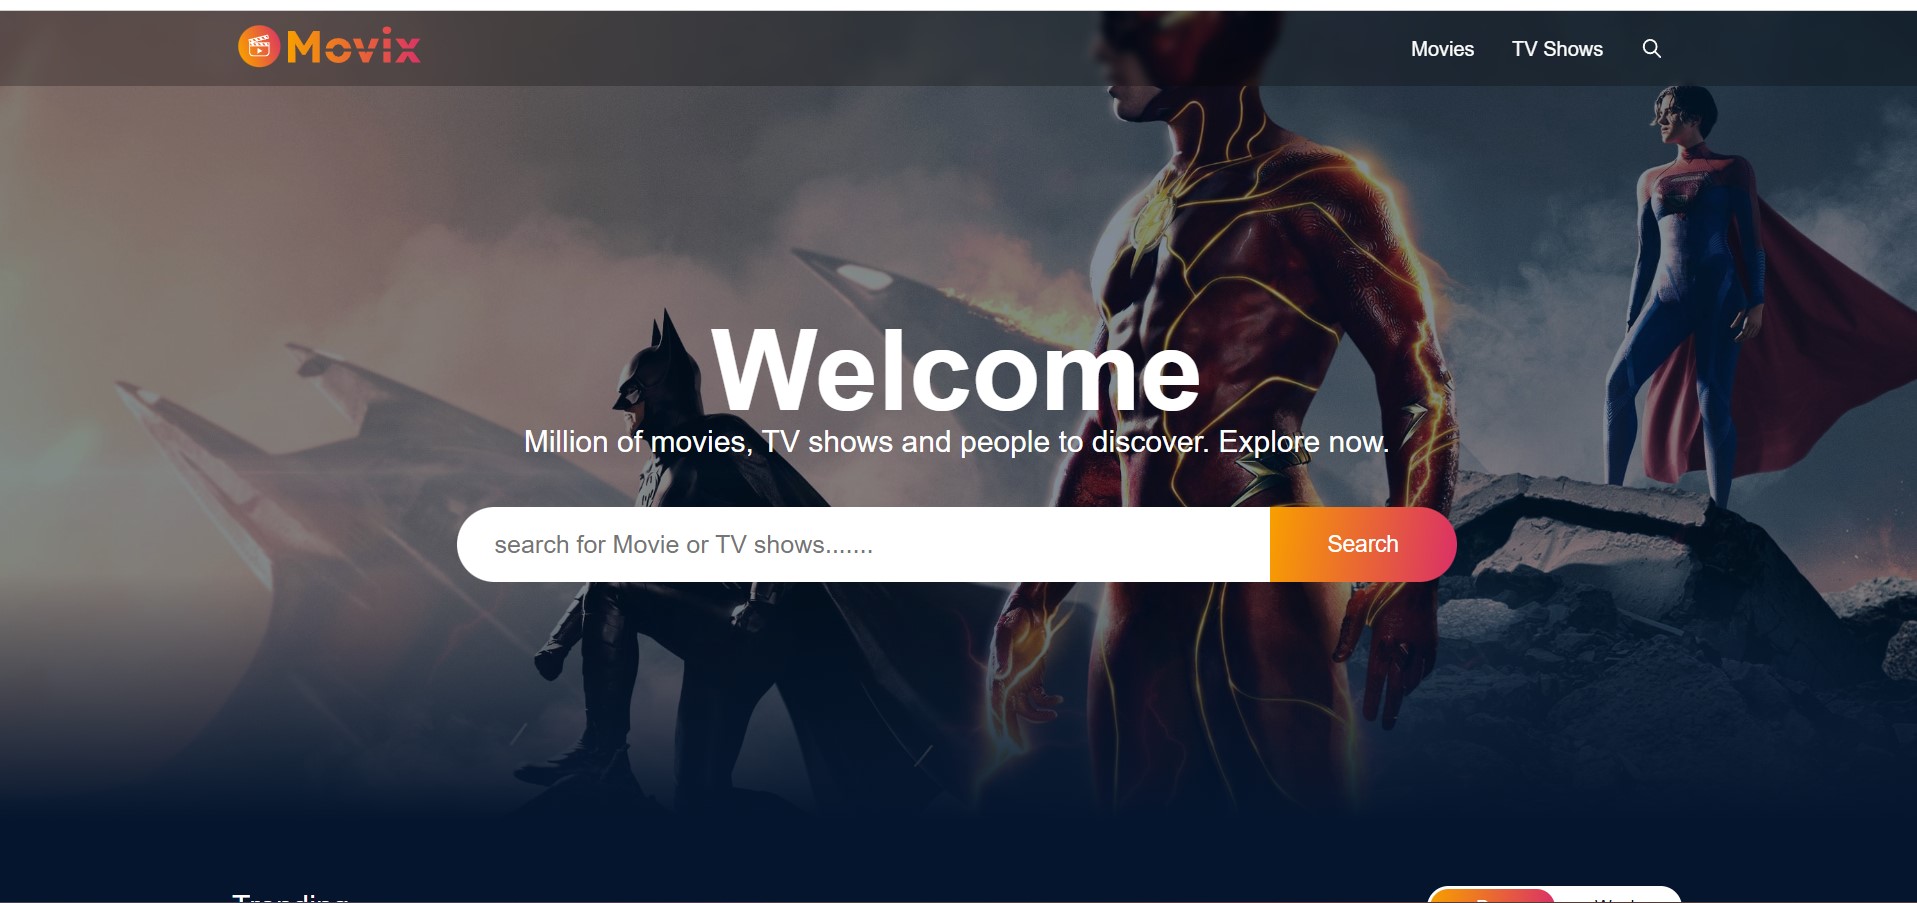 Movix
Movies
TV Shows
Welcome
Million of movies, TV shows and people to discover. Explore now.
search for Movie or TV shows.......
Search
Trending